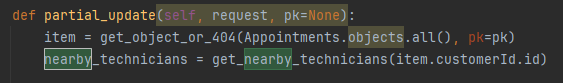 def partial_update(self, request, pk=None):
item = get_object_or_404(Appointments.objects.all(), pk=pk)
nearby_technicians = get_nearby_technicians(item.customerId.id)